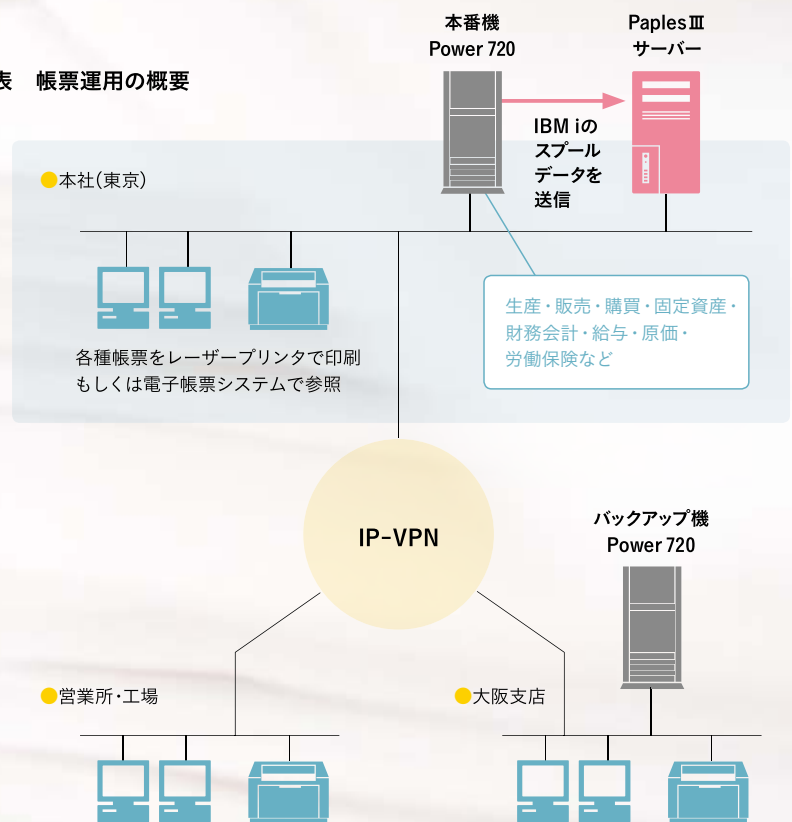 表 帳票運用の概要
本番機
Power 720
PaplesⅢ
サーバー
IBM iの
スプール
データを
送信
●本社(東京)
生産・販売・購買・固定資産・
財務会計・給与・原価・
労働保険など
各種帳票をレーザープリンタで印刷
もしくは電子帳票システムで参照
IP-VPN
バックアップ機
Power 720
●営業所・工場
●大阪支店